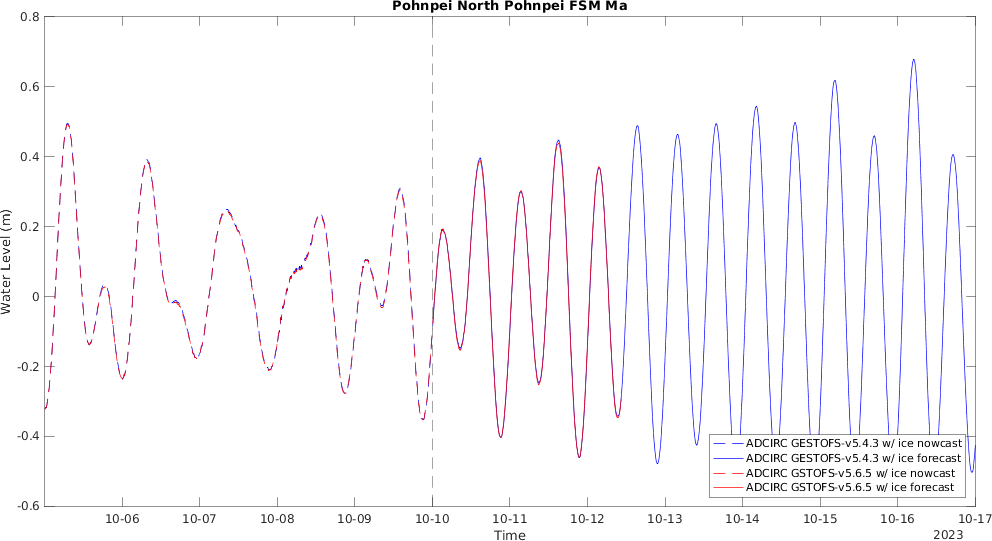 Pohnpei North Pohnpei FSM Ma
0.8
0.6
0.4
0.2
0
-0.2
-0.4
-0.6
Water Level (m)
ADCIRC GESTOFS-v5.4.3 w/ ice nowcast
ADCIRC GESTOFS-v5.4.3 w/ ice forecast
ADCIRC GSTOFS-v5.6.5 w/ ice nowcast
ADCIRC GSTOFS-v5.6.5 w/ ice forecast
10-06 10-07 10-08 10-09 10-10 10-11 10-12 10-13 10-14 10-15 10-16 10-17
Time
2023